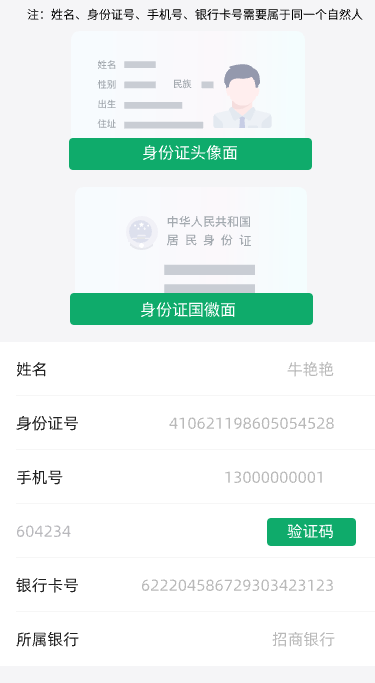 注：姓名、身份证号、手机号、银行卡号需要属于同一个自然人
姓名
性别 民族
出生
住址
身份证头像面
中华人民共和国
居民身份证
身份证国徽面
姓名 牛艳艳
身份证号 410621198605054528
手机号 13000000001
604234 验证码
银行卡号 622204586729303423123
所属银行 招商银行